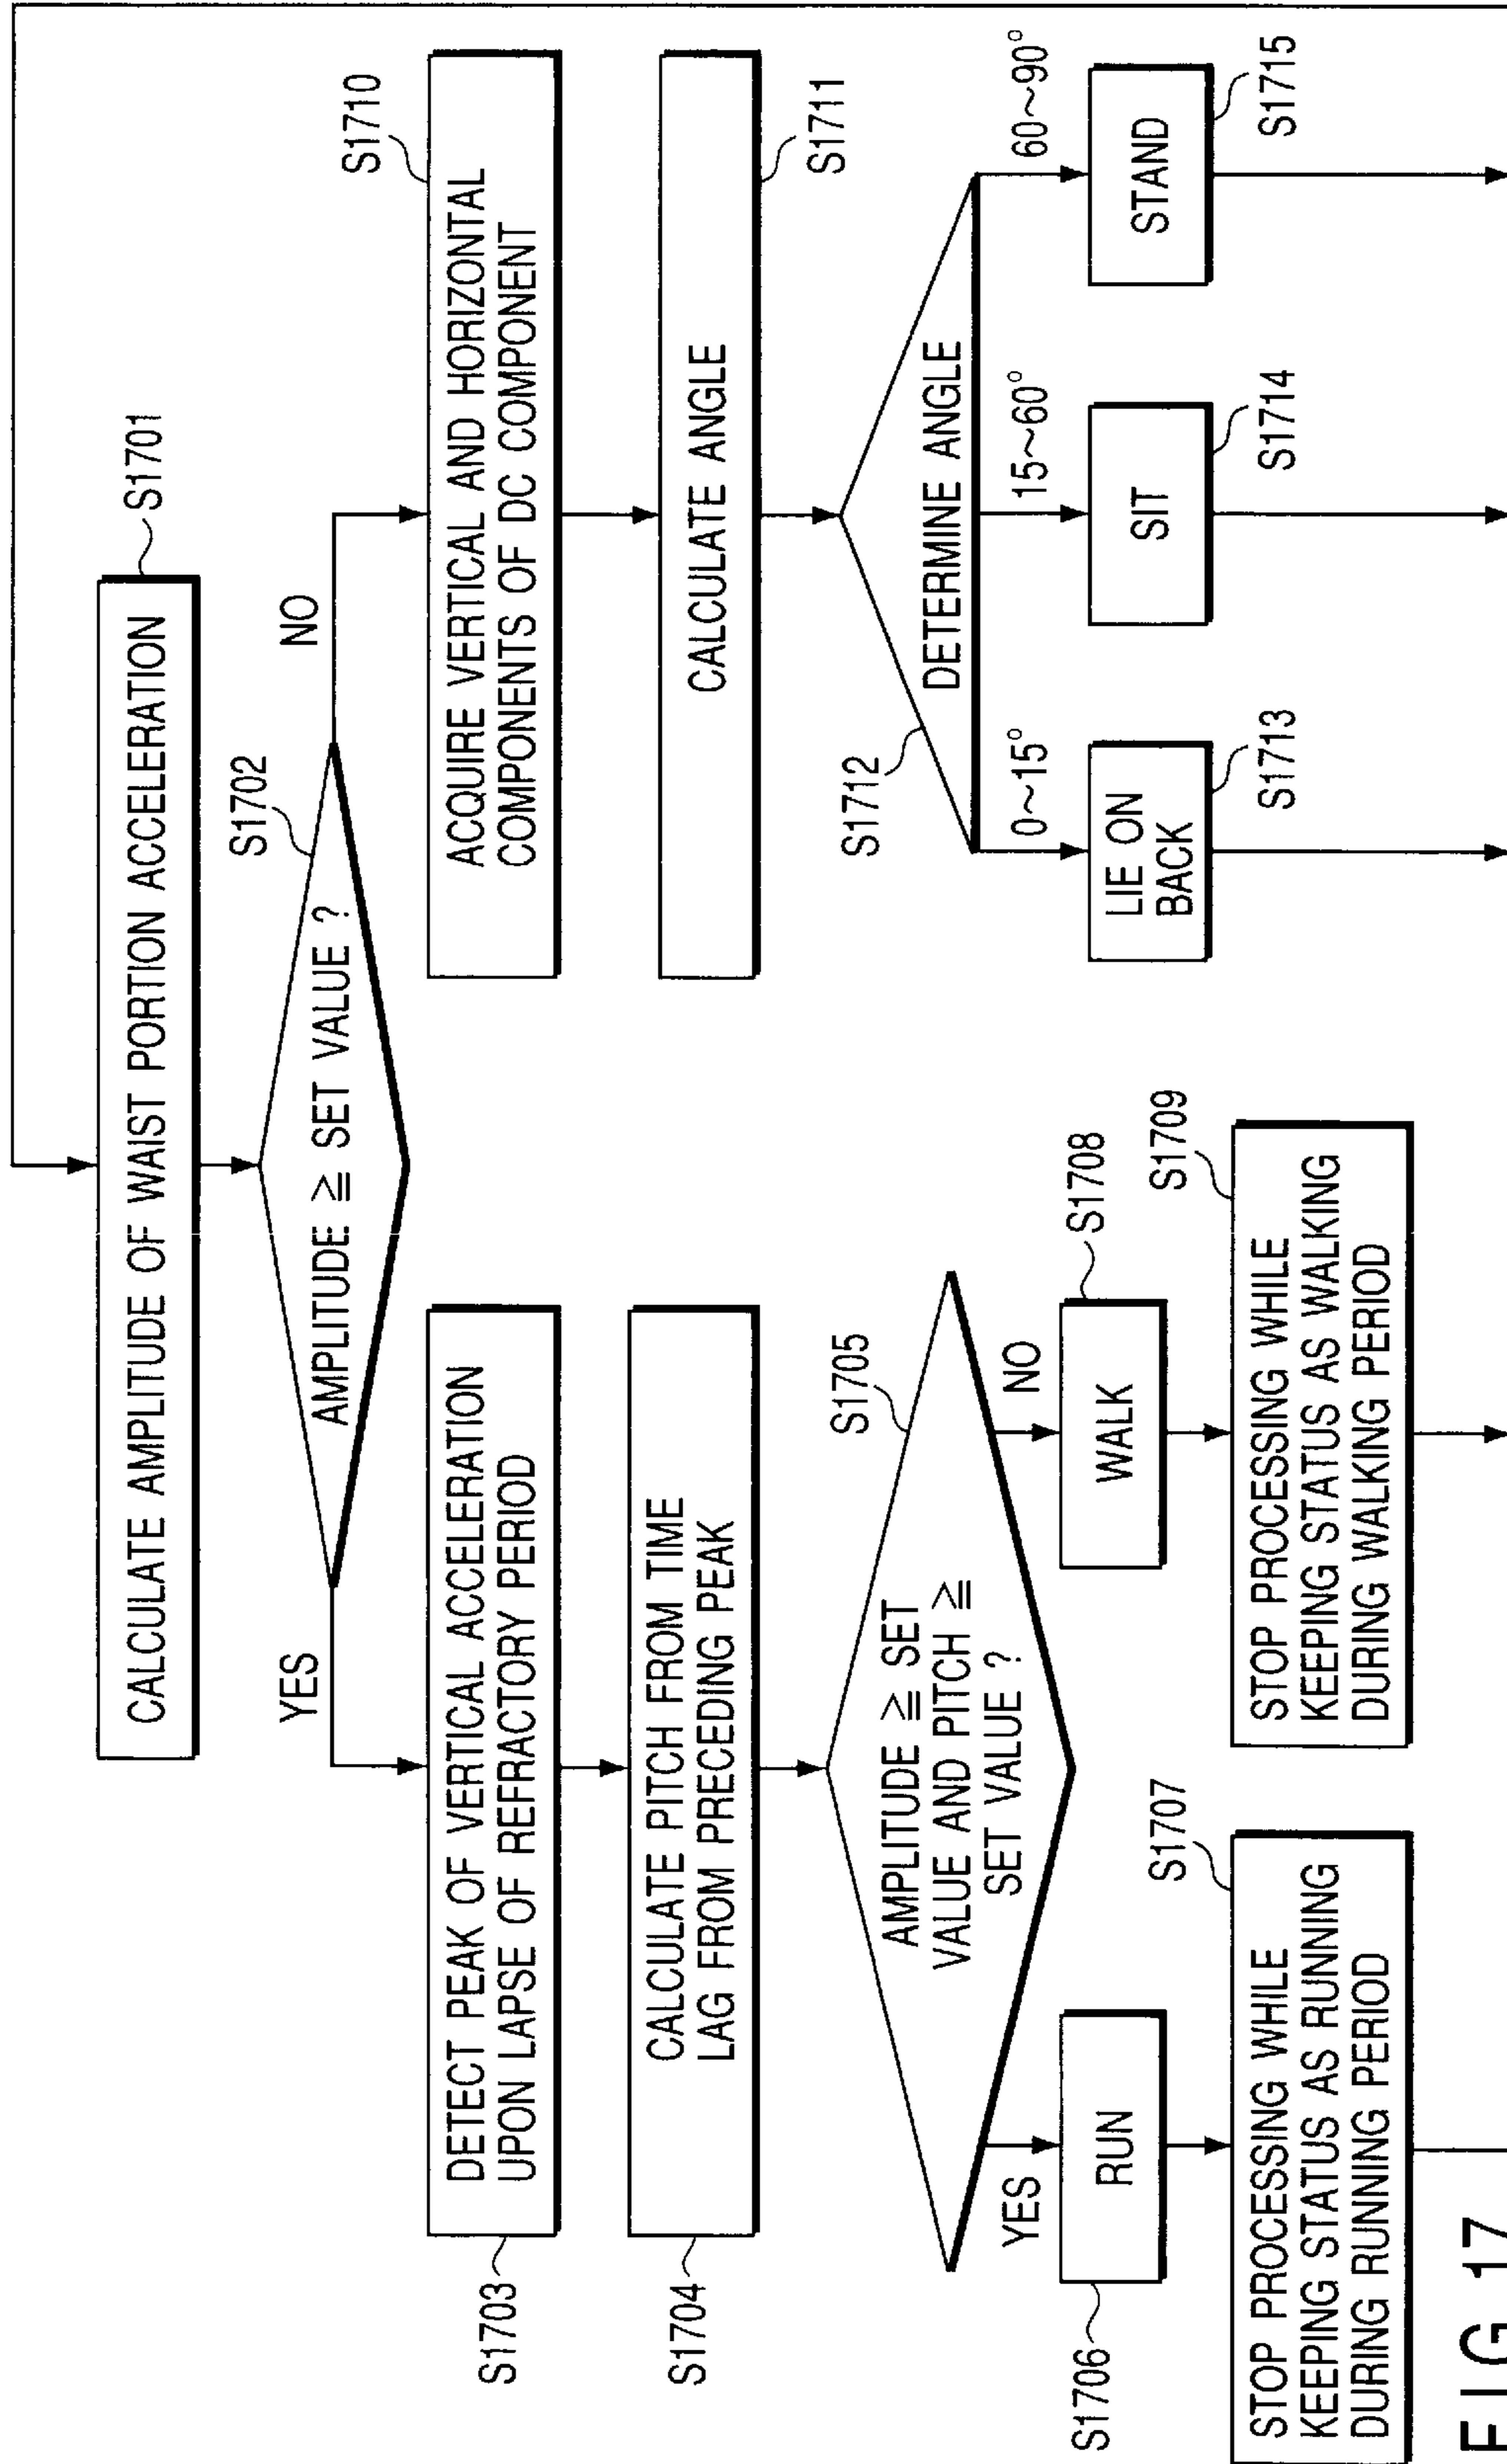 CALCULATE AMPLITUDE OF WAIST PORTION ACCELERATION
S1701
AMPLITUDE ≧ SET VALUE ?
S1702
YES
NO
S1703
DETECT PEAK OF VERTICAL ACCELERATION
UPON LAPSE OF REFRACTORY PERIOD
S1704
CALCULATE PITCH FROM TIME
LAG FROM PRECEDING PEAK
AMPLITUDE ≧ SET
VALUE AND PITCH ≧
SET VALUE ?
S1705
YES
NO
S1706
RUN
WALK
S1708
STOP PROCESSING WHILE
KEEPING STATUS AS RUNNING
DURING RUNNING PERIOD
S1707
STOP PROCESSING WHILE
KEEPING STATUS AS WALKING
DURING WALKING PERIOD
S1709
ACQUIRE VERTICAL AND HORIZONTAL
COMPONENTS OF DC COMPONENT
S1710
CALCULATE ANGLE
S1711
S1712
DETERMINE ANGLE
0~15°
15~60°
60~90°
LIE ON
BACK
S1713
SIT
S1714
STAND
S1715
FIG. 17